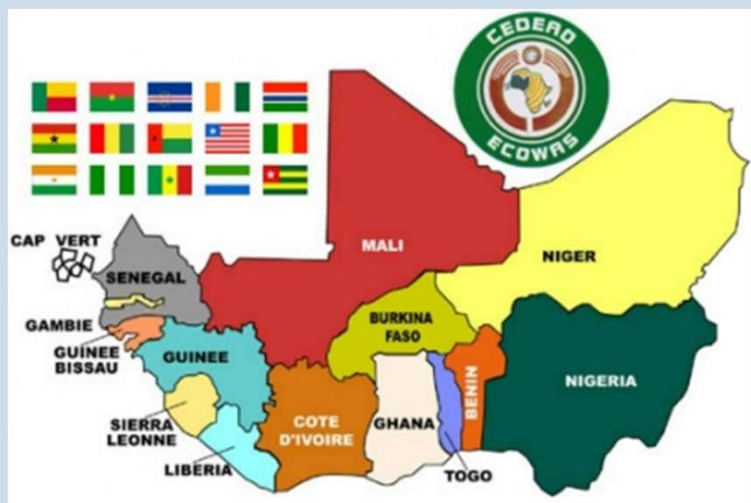 CEDEAO
ECOWAS
CAP VERT
SENEGAL
MALI
NIGER
GAMBIE
GUINEE
BISSAU
GUINEE
BURKINA
FASO
BENIN
NIGERIA
SIERRA
LEONNE
LIBERIA
COTE
D'IVOIRE
GHANA
TOGO